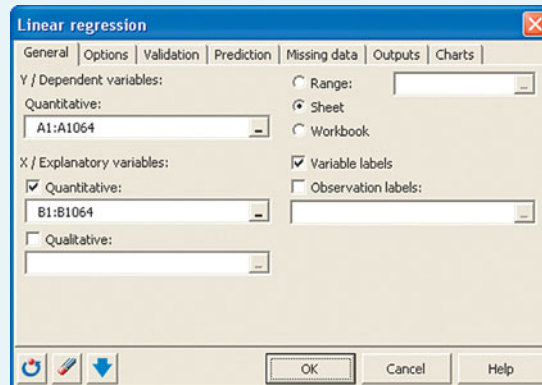 Linear regression
General Options Validation Prediction Missing data Outputs Charts
Y / Dependent variables:
Quantitative:
A1:A1064
X / Explanatory variables:
Quantitative:
B1:B1064
Qualitative:
Range:
Sheet
Workbook
Variable labels
Observation labels:
OK Cancel Help